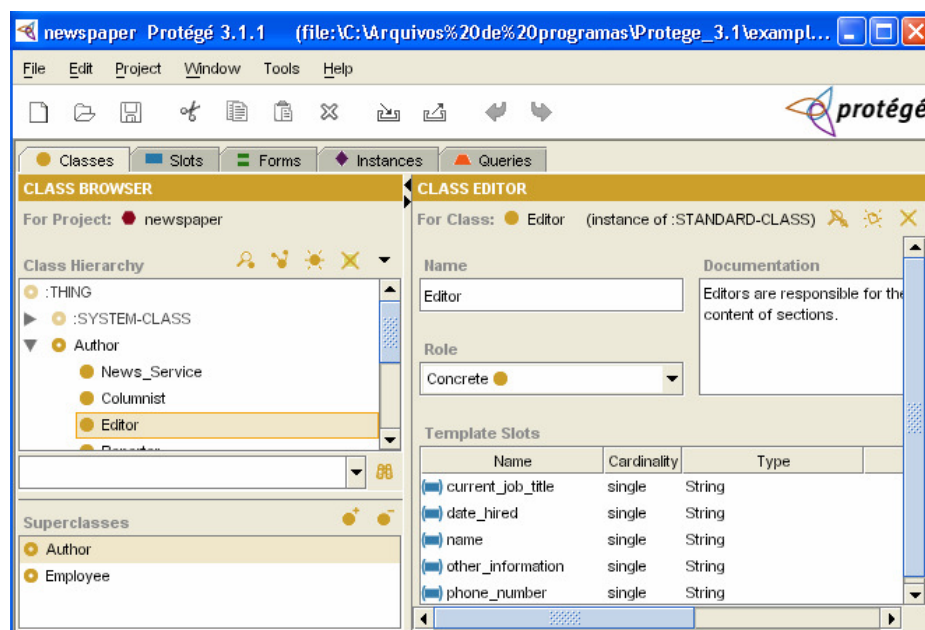 newspaper Protégé 3.1.1 (file:\C:\Arquivos%20de%20programas\Protege_3.1\exampl...
File Edit Project Window Tools Help
protégé
Classes Slots Forms Instances Queries
CLASS BROWSER
For Project: newspaper
Class Hierarchy
:THING
:SYSTEM-CLASS
Author
News_Service
Columnist
Editor
Superclasses
Author
Employee
CLASS EDITOR
For Class: Editor (instance of :STANDARD-CLASS)
Name
Editor
Documentation
Editors are responsible for the
content of sections.
Role
Concrete
Template Slots
Name Cardinality Type
current_job_title single String
date_hired single String
name single String
other_information single String
phone_number single String